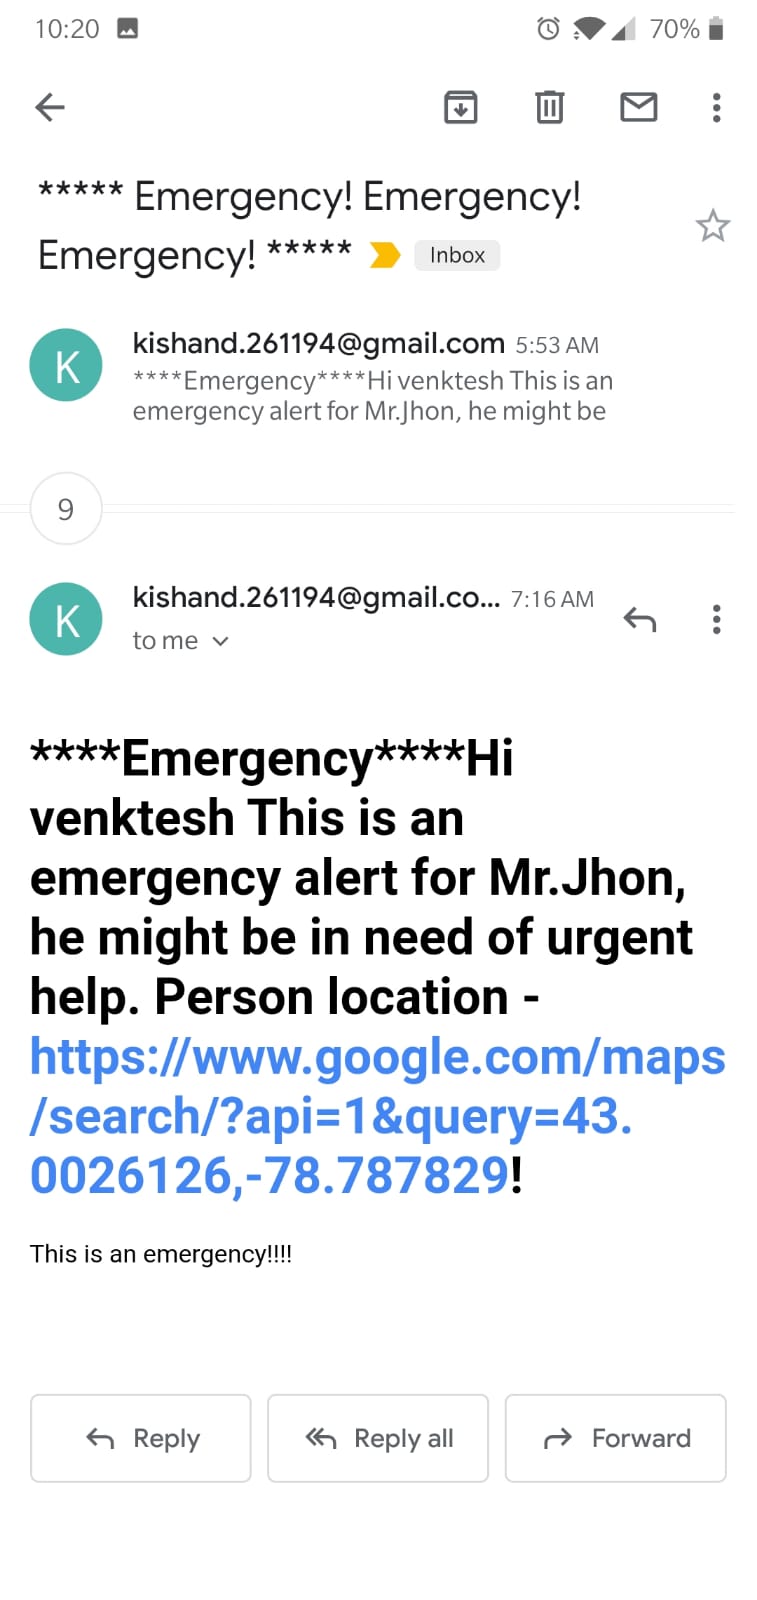 10:20
70%
***** Emergency! Emergency!
Emergency! ***** Inbox
kishand.261194@gmail.com 5:53 AM
****Emergency****Hi venktesh This is an
emergency alert for Mr.Jhon, he might be
9
K
kishand.261194@gmail.co... 7:16 AM
K
to me
****Emergency****Hi
venktesh This is an
emergency alert for Mr.Jhon,
he might be in need of urgent
help. Person location -
https://www.google.com/maps
/search/?api=1&query=43.
0026126,-78.787829!
This is an emergency!!!!
Reply
Reply all
Forward